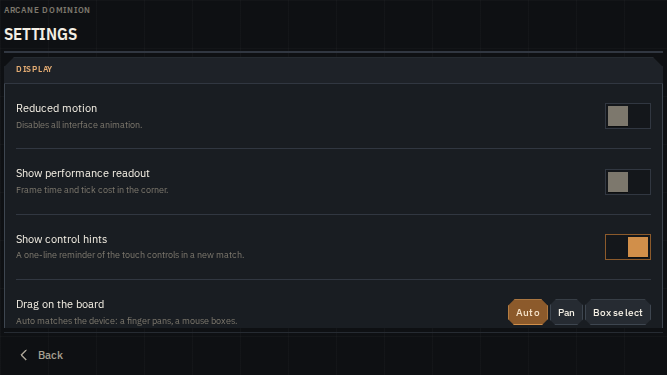 ARCANE DOMINION
SETTINGS
DISPLAY
Reduced motion
Disables all interface animation.
Show performance readout
Frame time and tick cost in the corner.
Show control hints
A one-line reminder of the touch controls in a new match.
Drag on the board
Auto matches the device: a finger pans, a mouse boxes.
Auto
Pan
Box select
Back